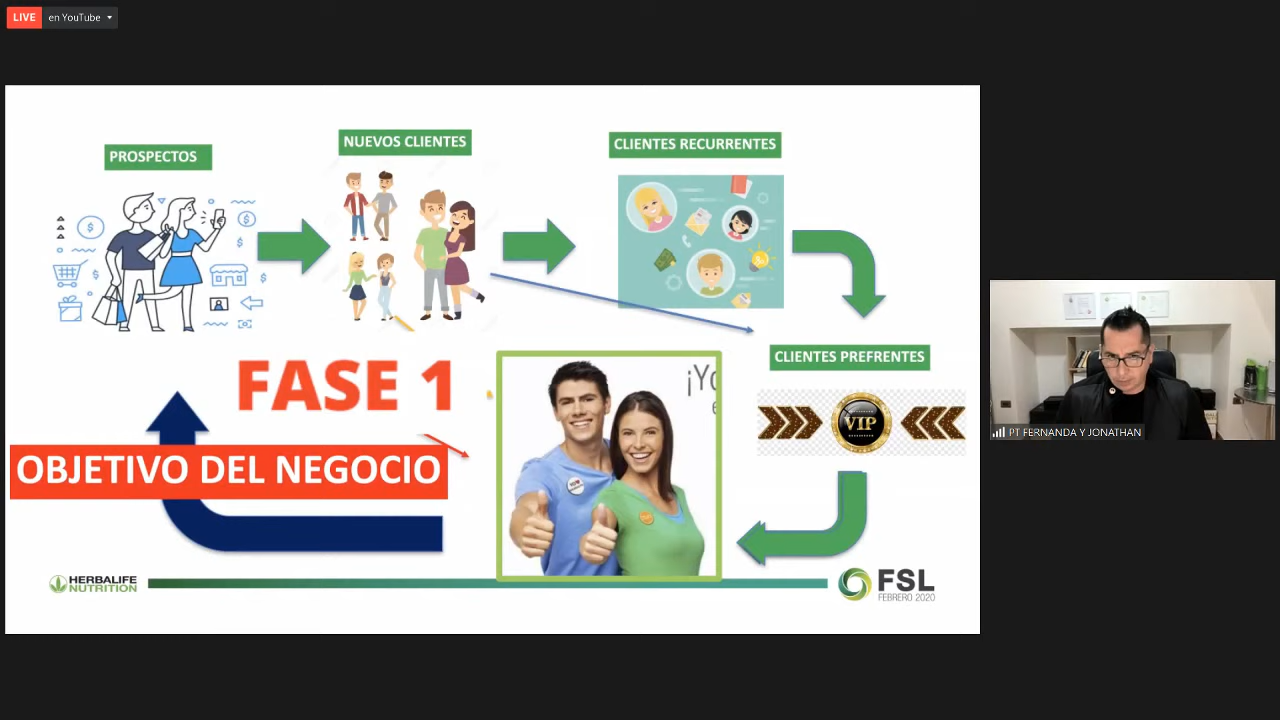 LIVE en YouTube
PROSPECTOS
NUEVOS CLIENTES
CLIENTES RECURRENTES
CLIENTES PREFRENTES
VIP
FASE 1
¡Yo
OBJETIVO DEL NEGOCIO
HERBALIFE
NUTRITION
FSL
FEBRERO 2020
PT FERNANDA Y JONATHAN